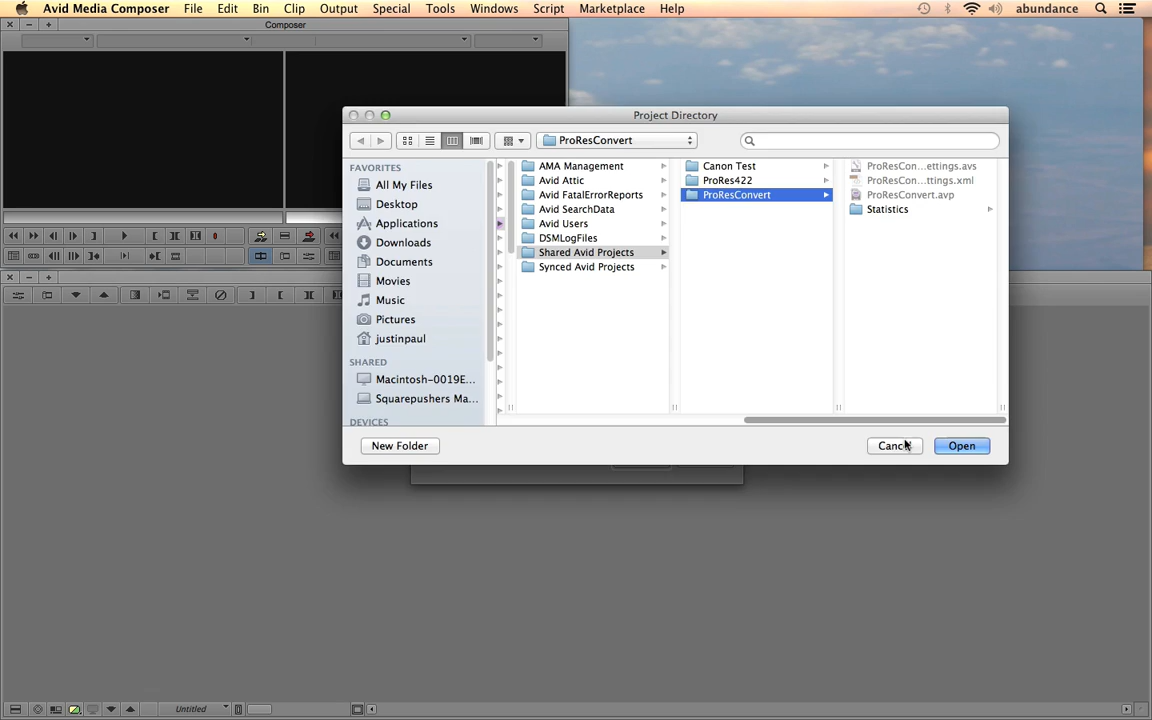 Avid Media Composer File Edit Bin Clip Output Special Tools Windows Script Marketplace Help abundance
Composer
Project Directory
ProResConvert
FAVORITES
All My Files
Desktop
Applications
Downloads
Documents
Movies
Music
Pictures
justinpaul
SHARED
Macintosh-0019E...
Squarepushers Ma...
DEVICES
AMA Management
Avid Attic
Avid FatalErrorReports
Avid SearchData
Avid Users
DSMLogFiles
Shared Avid Projects
Synced Avid Projects
Canon Test
ProRes422
ProResConvert
ProResCon...ettings.avs
ProResCon...ttings.xml
ProResConvert.avp
Statistics
New Folder
Cancel
Open
Untitled